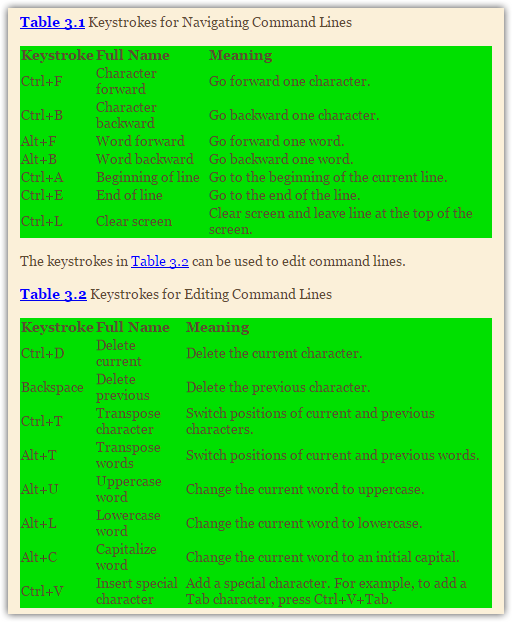 Table 3.1 Keystrokes for Navigating Command Lines
Keystroke Full Name Meaning
Ctrl+F Character forward Go forward one character.
Ctrl+B Character backward Go backward one character.
Alt+F Word forward Go forward one word.
Alt+B Word backward Go backward one word.
Ctrl+A Beginning of line Go to the beginning of the current line.
Ctrl+E End of line Go to the end of the line.
Ctrl+L Clear screen Clear screen and leave line at the top of the screen.
The keystrokes in Table 3.2 can be used to edit command lines.
Table 3.2 Keystrokes for Editing Command Lines
Keystroke Full Name Meaning
Ctrl+D Delete current Delete the current character.
Backspace Delete previous Delete the previous character.
Ctrl+T Transpose character Switch positions of current and previous characters.
Alt+T Transpose words Switch positions of current and previous words.
Alt+U Uppercase word Change the current word to uppercase.
Alt+L Lowercase word Change the current word to lowercase.
Alt+C Capitalize word Change the current word to an initial capital.
Ctrl+V Insert special character Add a special character. For example, to add a Tab character, press Ctrl+V+Tab.